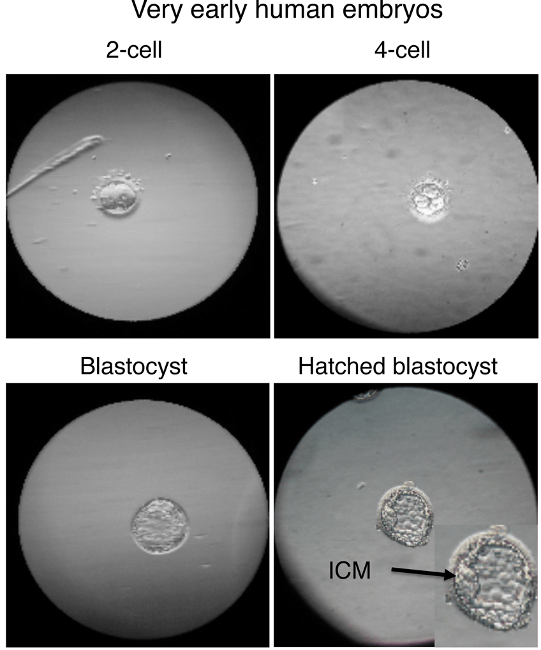 Very early human embryos
2-cell
4-cell
Blastocyst
Hatched blastocyst
ICM